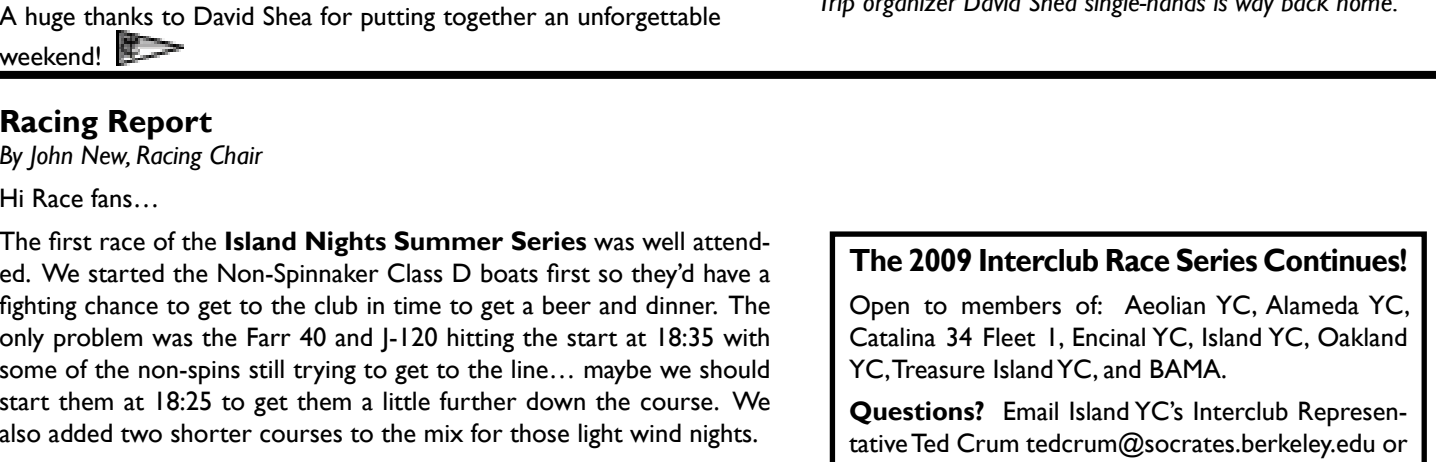 A huge thanks to David Shea for putting together an unforgettable
weekend!
Trip organizer David Shea single-hands is way back home.
Racing Report
By John New, Racing Chair
Hi Race fans…
The first race of the Island Nights Summer Series was well attend-
ed. We started the Non-Spinnaker Class D boats first so they’d have a
fighting chance to get to the club in time to get a beer and dinner. The
only problem was the Farr 40 and J-120 hitting the start at 18:35 with
some of the non-spins still trying to get to the line… maybe we should
start them at 18:25 to get them a little further down the course. We
also added two shorter courses to the mix for those light wind nights.
The 2009 Interclub Race Series Continues!
Open to members of: Aeolian YC, Alameda YC,
Catalina 34 Fleet 1, Encinal YC, Island YC, Oakland
YC, Treasure Island YC, and BAMA.
Questions? Email Island YC’s Interclub Represen-
tative Ted Crum tedcrum@socrates.berkeley.edu or